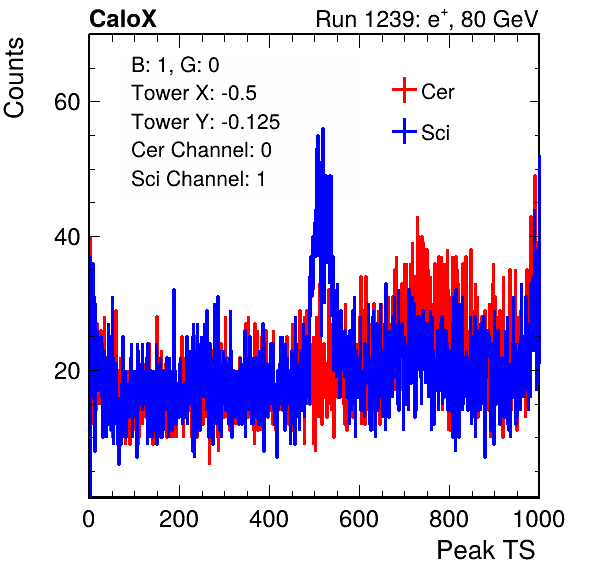 CaloX Run 1239: e⁺, 80 GeV
Counts
B: 1, G: 0
Tower X: -0.5
Tower Y: -0.125
Cer Channel: 0
Sci Channel: 1
Cer
Sci
60
40
20
0 200 400 600 800 1000
Peak TS